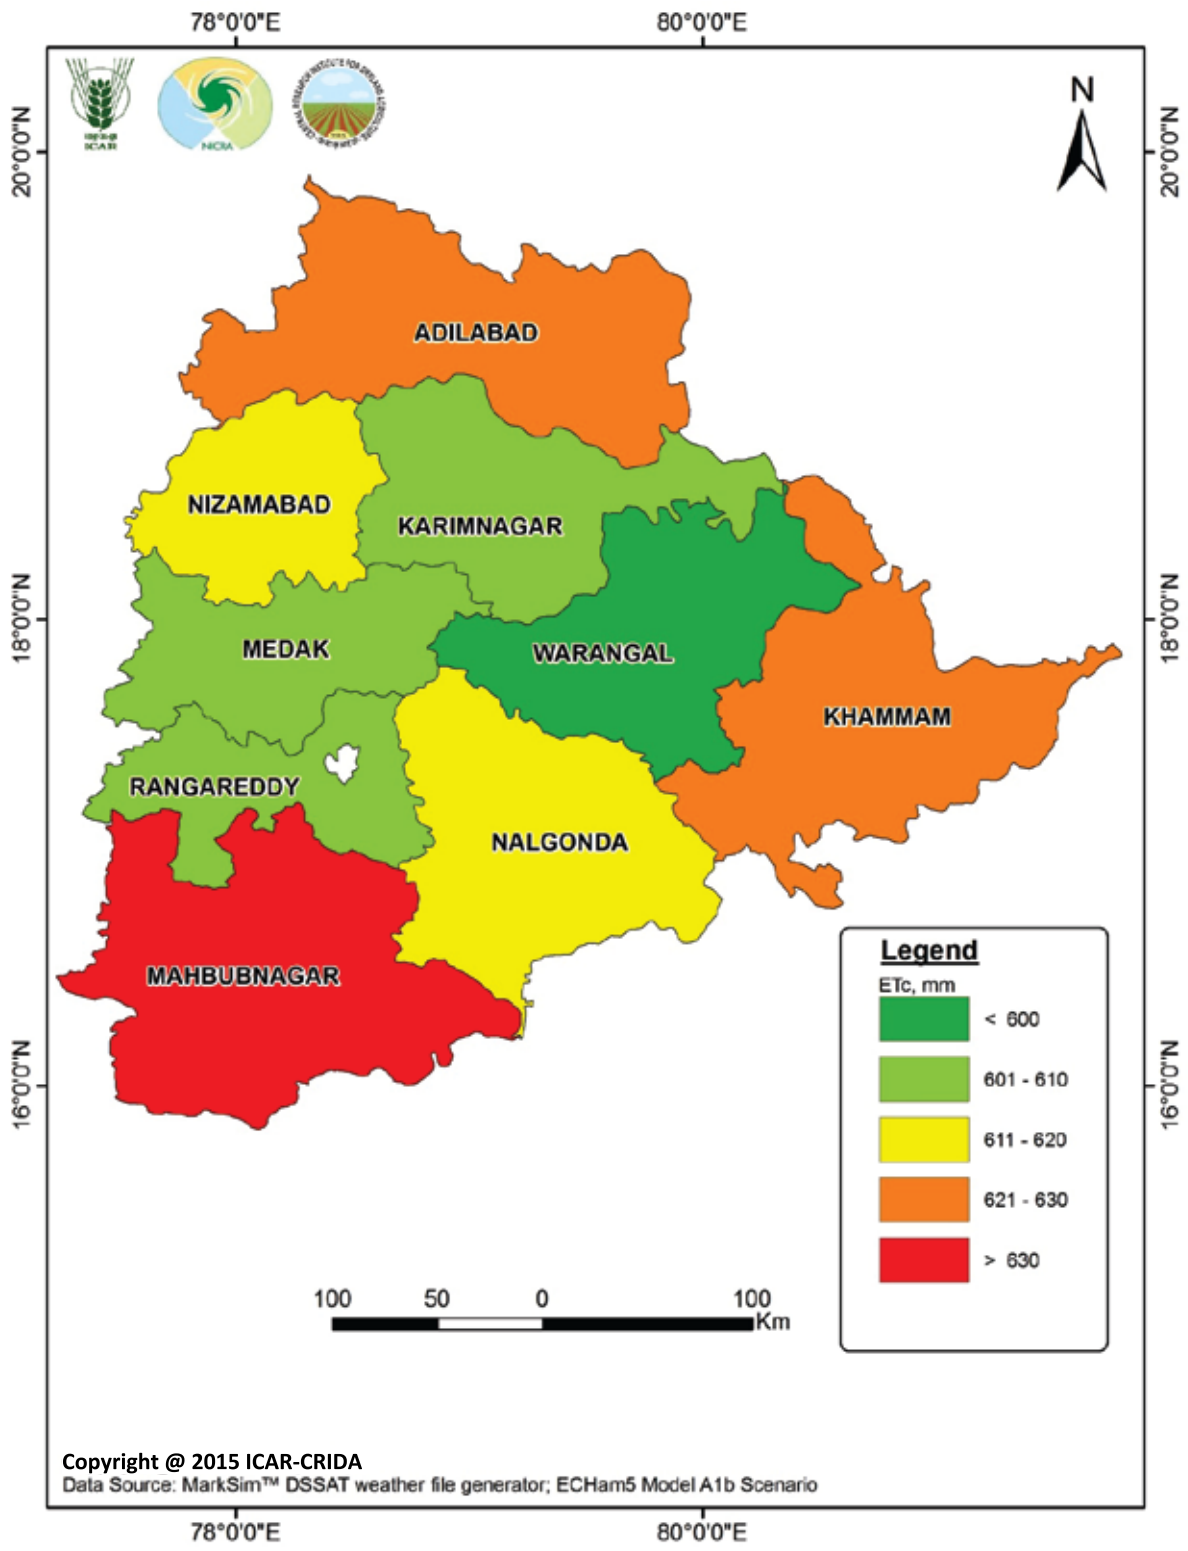 78°0'0"E 80°0'0"E
N
20°0'0"N 20°0'0"N
ICAR
NICRA
ADILABAD
NIZAMABAD
KARIMNAGAR
18°0'0"N 18°0'0"N
MEDAK
WARANGAL
KHAMMAM
RANGAREDDY
NALGONDA
MAHBUBNAGAR
Legend
ETc, mm
< 600
601 - 610
611 - 620
621 - 630
> 630
16°0'0"N 16°0'0"N
100 50 0 100
Km
Copyright @ 2015 ICAR-CRIDA
Data Source: MarkSim™ DSSAT weather file generator; ECHam5 Model A1b Scenario
78°0'0"E 80°0'0"E